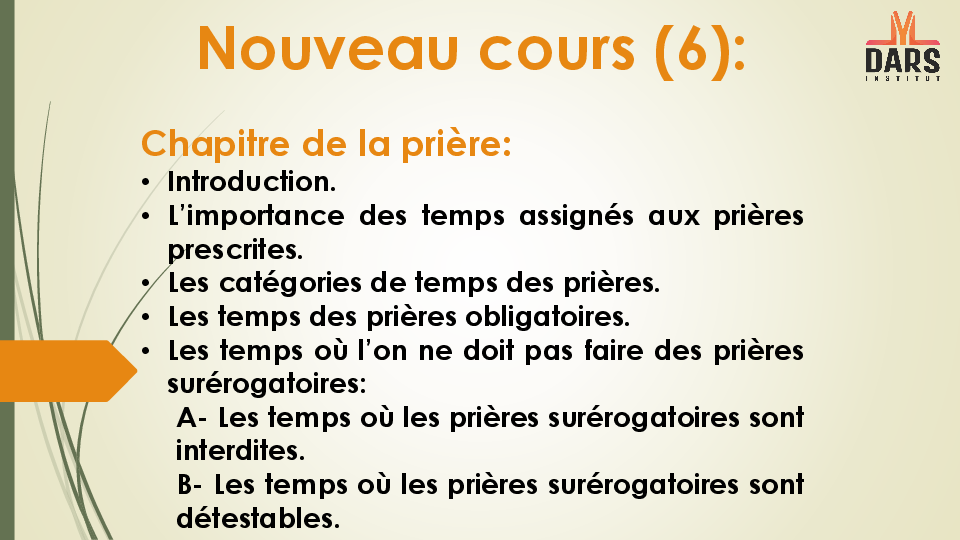 Nouveau cours (6):
DARS
INSTITUT
Chapitre de la prière:
• Introduction.
• L'importance des temps assignés aux prières
prescrites.
• Les catégories de temps des prières.
• Les temps des prières obligatoires.
• Les temps où l'on ne doit pas faire des prières
surérogatoires:
A- Les temps où les prières surérogatoires sont
interdites.
B- Les temps où les prières surérogatoires sont
détestables.